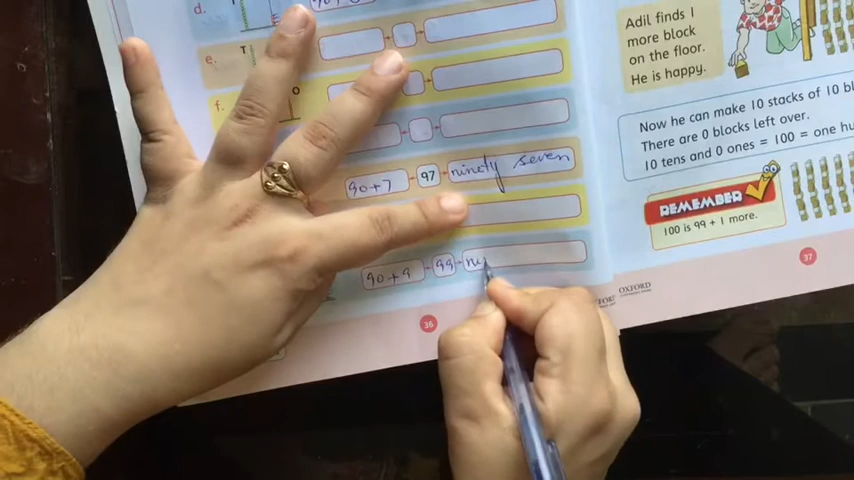 d.
e. T
f. O
90+7 = 97 = ninety seven
90+9 = 99 = ni
36
Adil finds 1
more block
on the floor.
He is happy.
Now he can make 10 stacks of 10 bl
There are 0 blocks left over.
10 tens and 0 ones = 100 = one hu
REMEMBER
100 is 99 + 1 more.
37
OXFORD